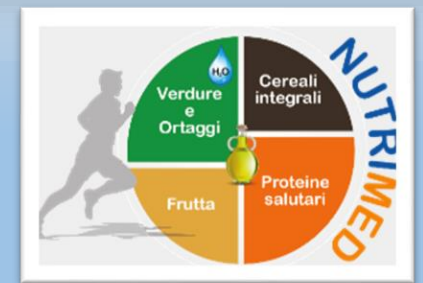 H₂O
Verdure
e
Ortaggi
Cereali
integrali
Frutta
Proteine
salutari
NUTRIMED